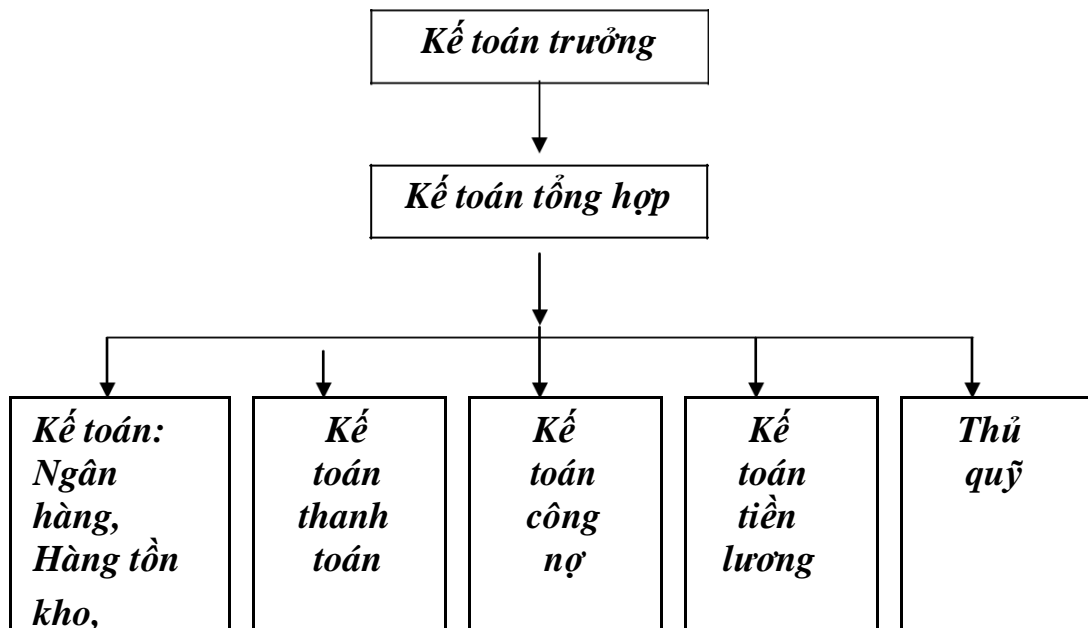 Kế toán trưởng
Kế toán tổng hợp
Kế toán:
Ngân
hàng,
Hàng tồn
kho,
Kế
toán
thanh
toán
Kế
toán
công
nợ
Kế
toán
tiền
lương
Thủ
quỹ